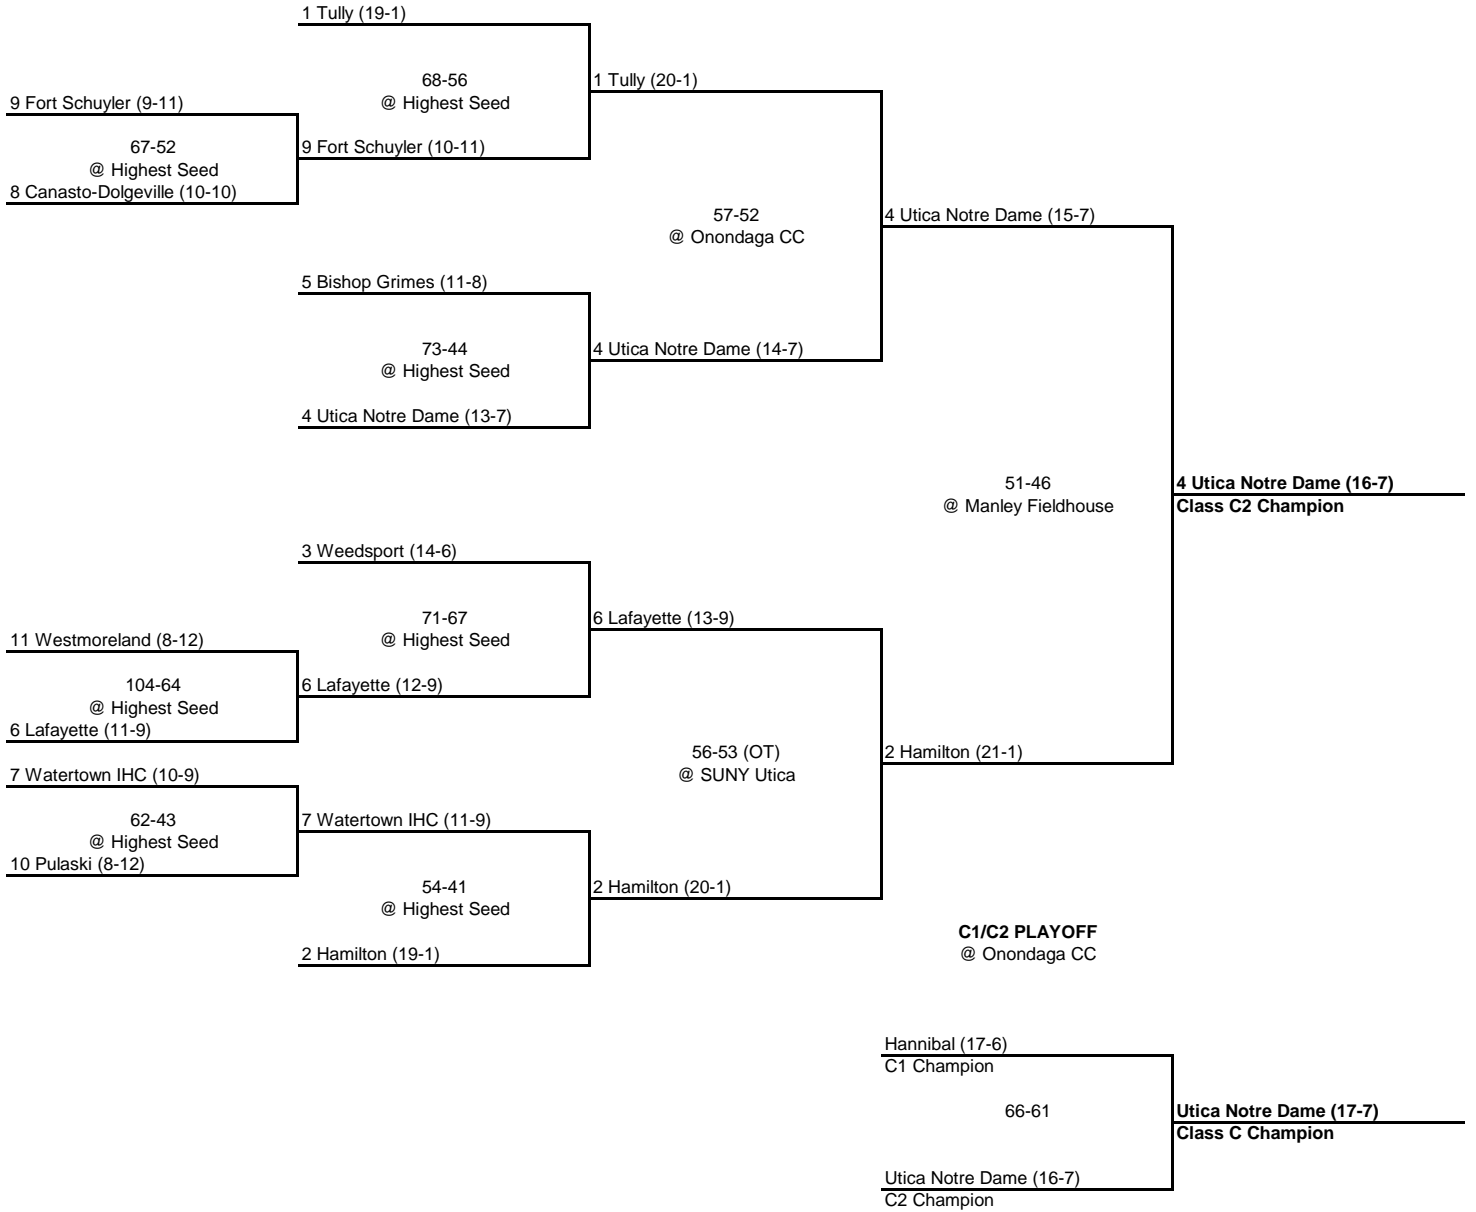 1 Tully (19-1)
68-56
@ Highest Seed
1 Tully (20-1)
9 Fort Schuyler (9-11)
67-52
@ Highest Seed
9 Fort Schuyler (10-11)
8 Canasto-Dolgeville (10-10)
57-52
@ Onondaga CC
4 Utica Notre Dame (15-7)
5 Bishop Grimes (11-8)
73-44
@ Highest Seed
4 Utica Notre Dame (14-7)
4 Utica Notre Dame (13-7)
51-46
@ Manley Fieldhouse
4 Utica Notre Dame (16-7)
Class C2 Champion
3 Weedsport (14-6)
71-67
@ Highest Seed
6 Lafayette (13-9)
11 Westmoreland (8-12)
104-64
@ Highest Seed
6 Lafayette (12-9)
6 Lafayette (11-9)
56-53 (OT)
@ SUNY Utica
2 Hamilton (21-1)
7 Watertown IHC (10-9)
62-43
@ Highest Seed
7 Watertown IHC (11-9)
10 Pulaski (8-12)
54-41
@ Highest Seed
2 Hamilton (20-1)
2 Hamilton (19-1)
C1/C2 PLAYOFF
@ Onondaga CC
Hannibal (17-6)
C1 Champion
66-61
Utica Notre Dame (17-7)
Class C Champion
Utica Notre Dame (16-7)
C2 Champion